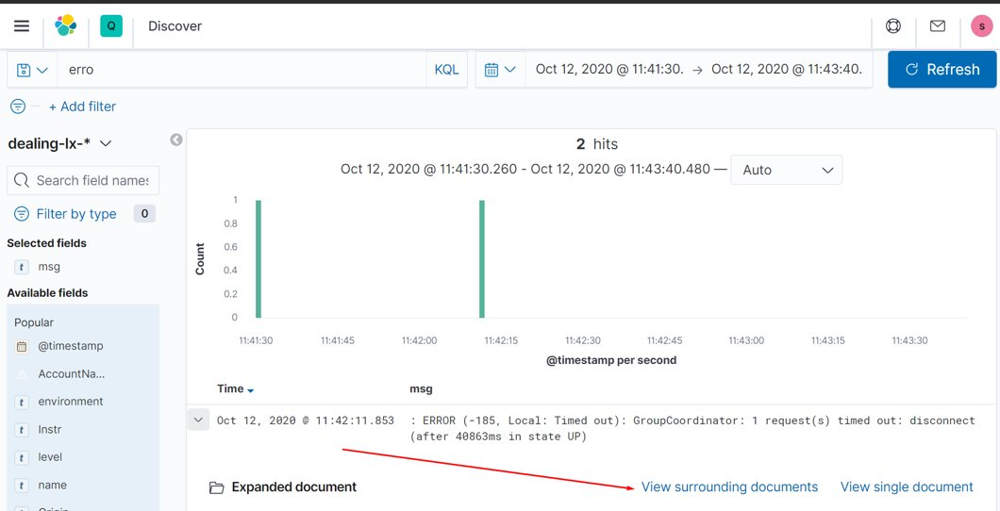 Q
Discover
s
erro
KQL
Oct 12, 2020 @ 11:41:30. → Oct 12, 2020 @ 11:43:40.
Refresh
+ Add filter
dealing-lx-*
Search field names
Filter by type 0
Selected fields
t msg
Available fields
Popular
@timestamp
AccountNa...
t environment
t Instr
t level
t name
Origin
2 hits
Oct 12, 2020 @ 11:41:30.260 - Oct 12, 2020 @ 11:43:40.480 — Auto
Count
1
0.8
0.6
0.4
0.2
0
11:41:30 11:41:45 11:42:00 11:42:15 11:42:30 11:42:45 11:43:00 11:43:15 11:43:30
@timestamp per second
Time msg
Oct 12, 2020 @ 11:42:11.853 : ERROR (-185, Local: Timed out): GroupCoordinator: 1 request(s) timed out: disconnect
(after 40863ms in state UP)
Expanded document View surrounding documents View single document